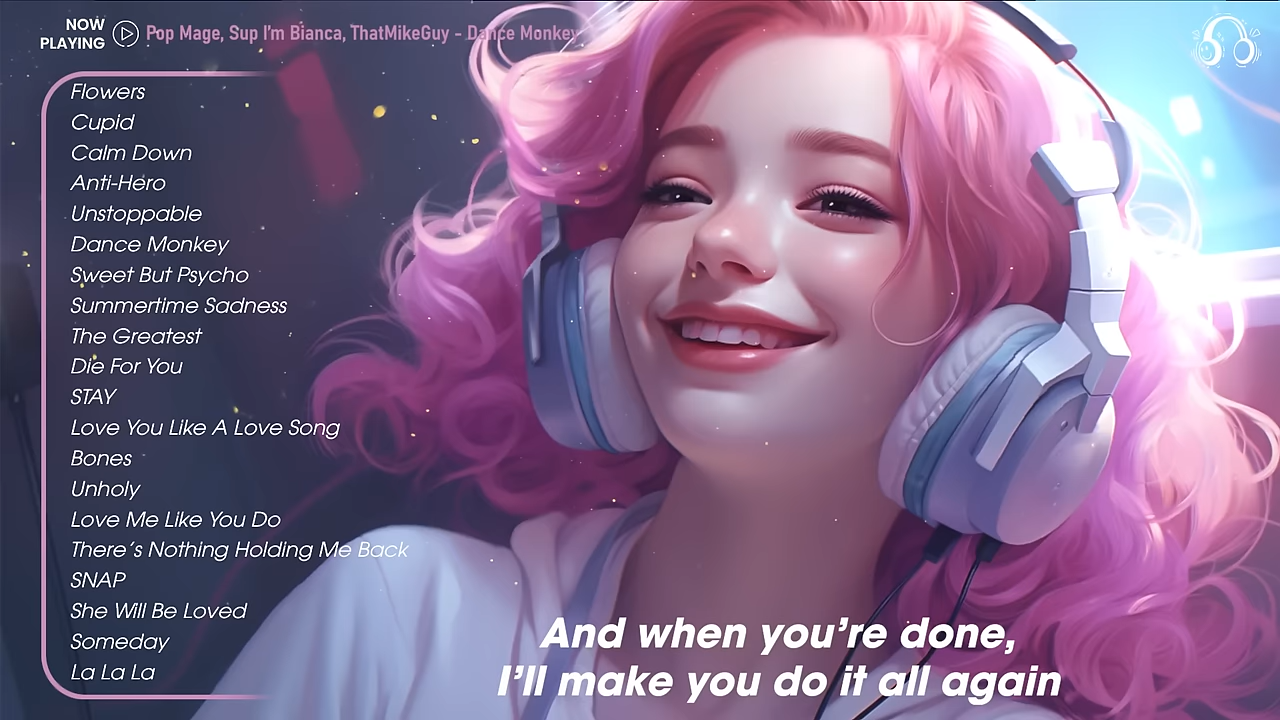 NOW
PLAYING
Pop Mage, Sup I'm Bianca, ThatMikeGuy - Dance Monkey
Flowers
Cupid
Calm Down
Anti-Hero
Unstoppable
Dance Monkey
Sweet But Psycho
Summertime Sadness
The Greatest
Die For You
STAY
Love You Like A Love Song
Bones
Unholy
Love Me Like You Do
There's Nothing Holding Me Back
SNAP
She Will Be Loved
Someday
La La La
And when you're done,
I'll make you do it all again